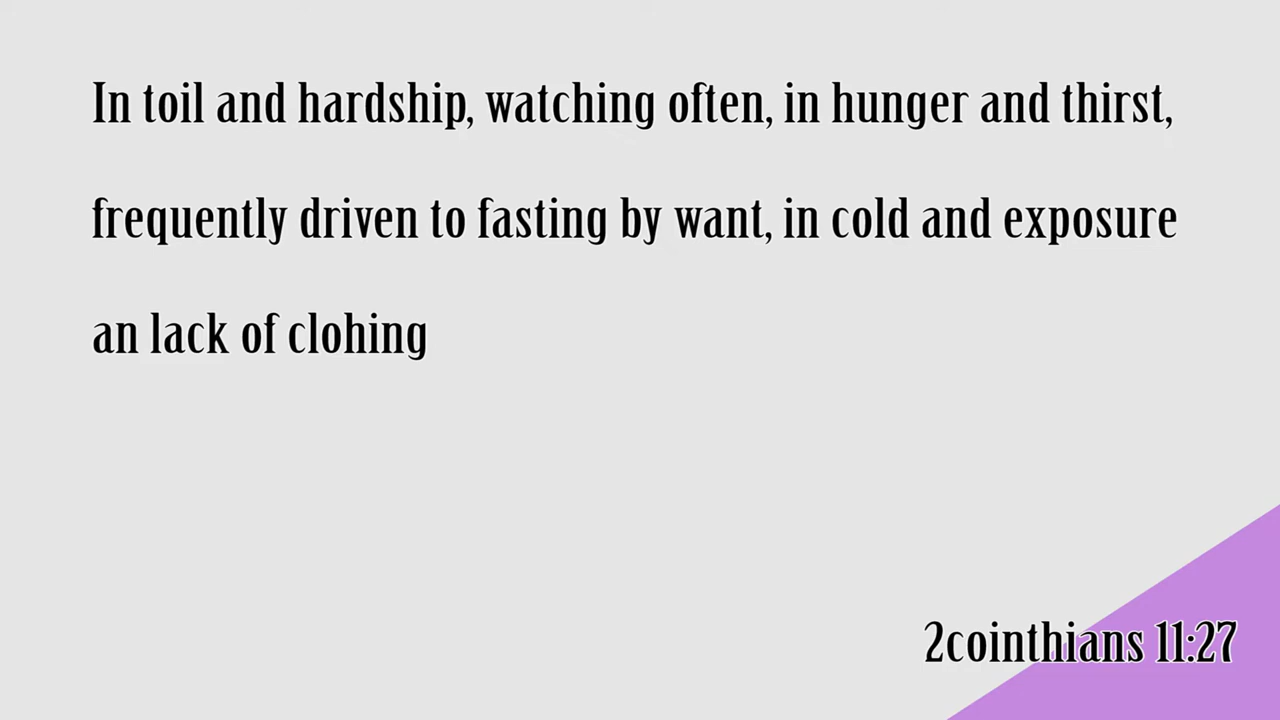 In toil and hardship, watching often, in hunger and thirst,
frequently driven to fasting by want, in cold and exposure
an lack of clohing
2cointhians 11:27